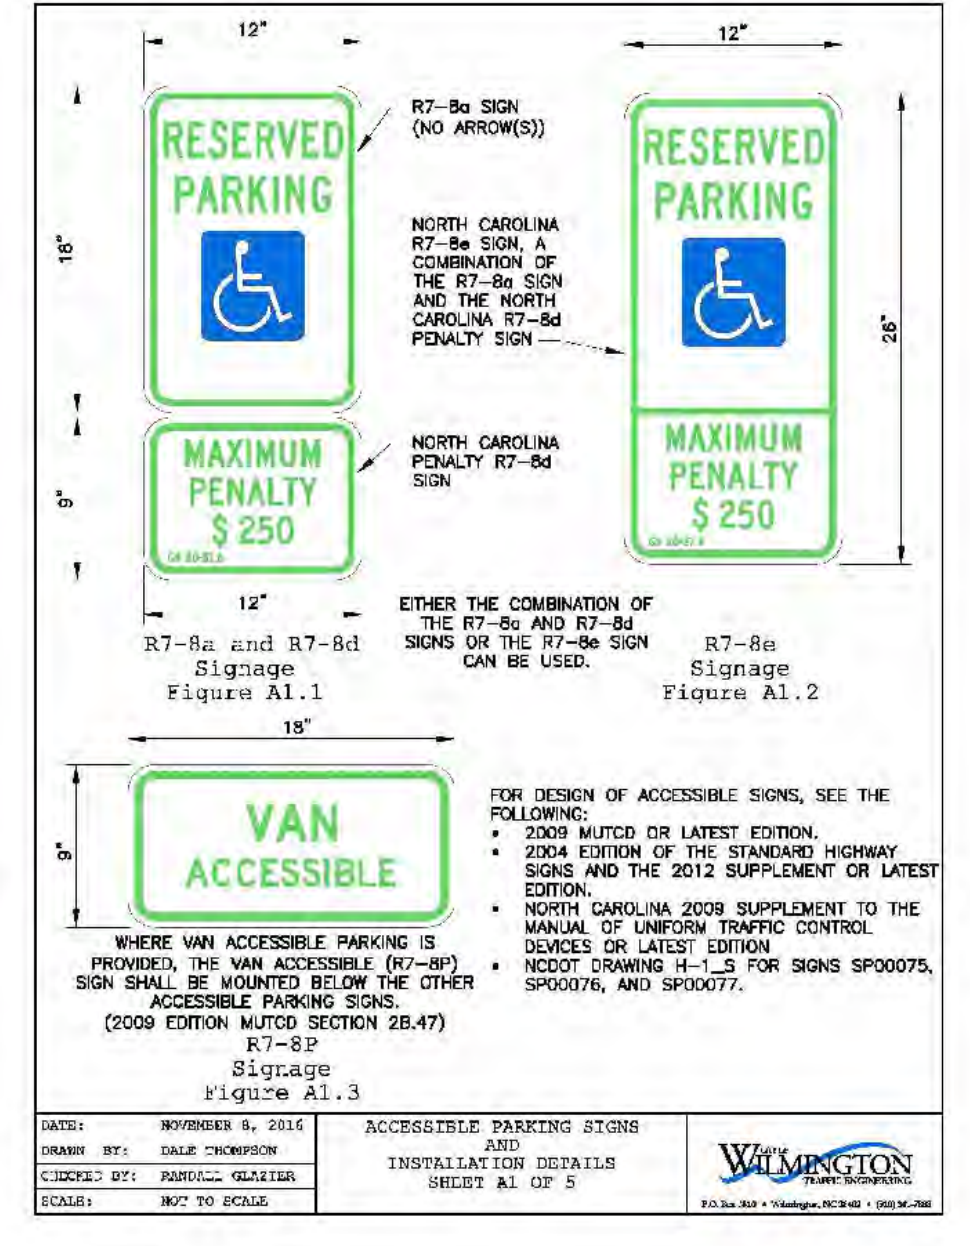 12"
12"
R7-8a SIGN
(NO ARROW(S))
RESERVED
PARKING
18"
NORTH CAROLINA
R7-8e SIGN, A
COMBINATION OF
THE R7-8a SIGN
AND THE NORTH
CAROLINA R7-8d
PENALTY SIGN
RESERVED
PARKING
26"
MAXIMUM
PENALTY
$ 250
9"
NORTH CAROLINA
PENALTY R7-8d
SIGN
MAXIMUM
PENALTY
$ 250
12"
R7-8a and R7-8d
Signage
Figure A1.1
EITHER THE COMBINATION OF
THE R7-8a AND R7-8d
SIGNS OR THE R7-8e SIGN
CAN BE USED.
R7-8e
Signage
Figure A1.2
18"
9"
VAN
ACCESSIBLE
WHERE VAN ACCESSIBLE PARKING IS
PROVIDED, THE VAN ACCESSIBLE (R7-8P)
SIGN SHALL BE MOUNTED BELOW THE OTHER
ACCESSIBLE PARKING SIGNS.
(2009 EDITION MUTCD SECTION 2B.47)
R7-8P
Signage
Figure A1.3
FOR DESIGN OF ACCESSIBLE SIGNS, SEE THE
FOLLOWING:
• 2009 MUTCD OR LATEST EDITION.
• 2004 EDITION OF THE STANDARD HIGHWAY
SIGNS AND THE 2012 SUPPLEMENT OR LATEST
EDITION.
• NORTH CAROLINA 2009 SUPPLEMENT TO THE
MANUAL OF UNIFORM TRAFFIC CONTROL
DEVICES OR LATEST EDITION
• NCDOT DRAWING H-1_S FOR SIGNS SP00075,
SP00076, AND SP00077.
DATE: NOVEMBER 8, 2016
DRAWN BY: DALE THOMPSON
CHECKED BY: RANDALL GLAZIER
SCALE: NOT TO SCALE
ACCESSIBLE PARKING SIGNS
AND
INSTALLATION DETAILS
SHEET A1 OF 5
WILMINGTON
TRAFFIC ENGINEERING
P.O. Box • Wilmington, NC • (910)